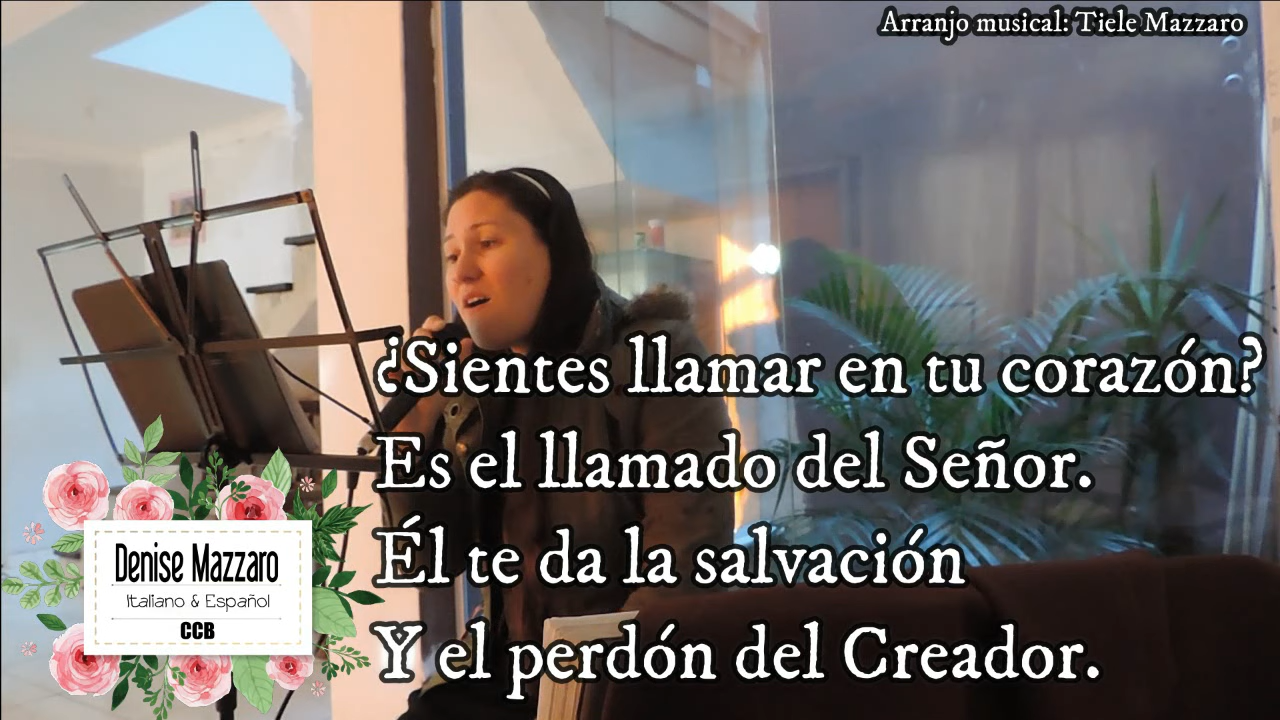 Arranjo musical: Tiele Mazzaro
¿Sientes llamar en tu corazón?
Es el llamado del Señor.
Él te da la salvación
Y el perdón del Creador.
Denise Mazzaro
Italiano & Español
CCB